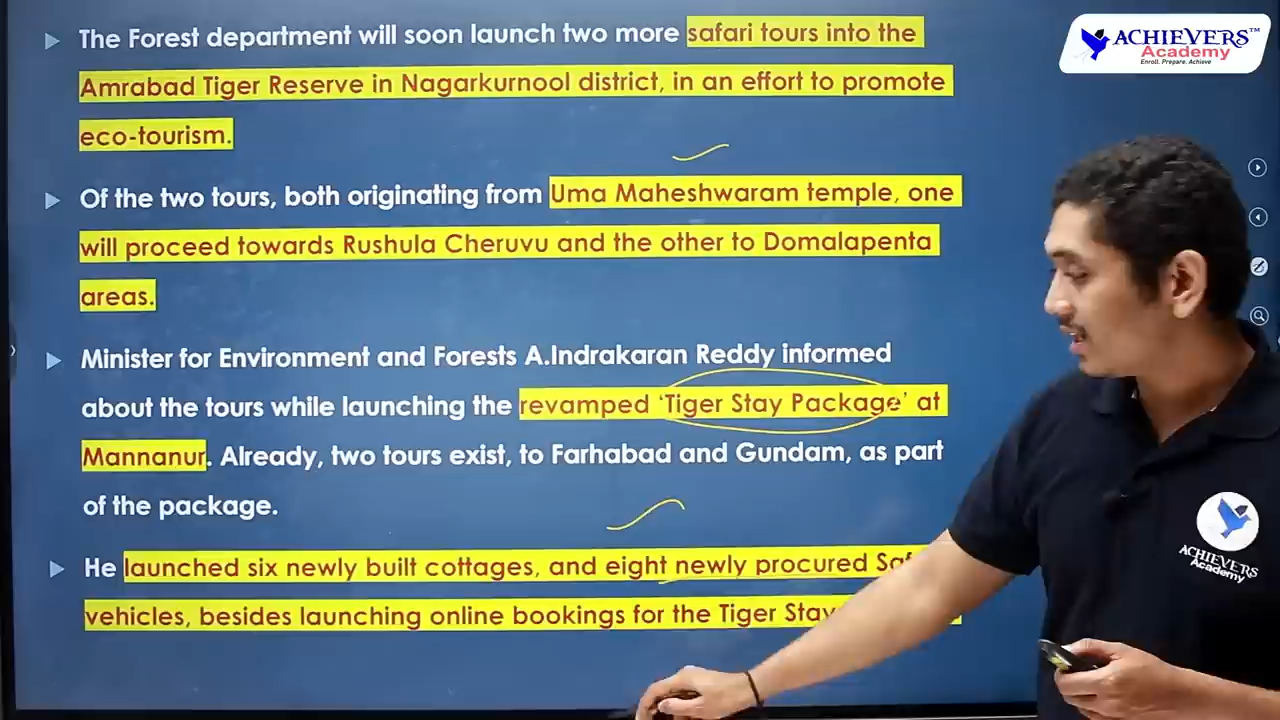 The Forest department will soon launch two more safari tours into the
Amrabad Tiger Reserve in Nagarkurnool district, in an effort to promote
eco-tourism.
Of the two tours, both originating from Uma Maheshwaram temple, one
will proceed towards Rushula Cheruvu and the other to Domalapenta
areas.
Minister for Environment and Forests A.Indrakaran Reddy informed
about the tours while launching the revamped ‘Tiger Stay Package’ at
Mannanur. Already, two tours exist, to Farhabad and Gundam, as part
of the package.
He launched six newly built cottages, and eight newly procured
vehicles, besides launching online bookings for the Tiger Stay
ACHIEVERS™
Academy
Enroll. Prepare. Achieve
ACHIEVERS
Academy